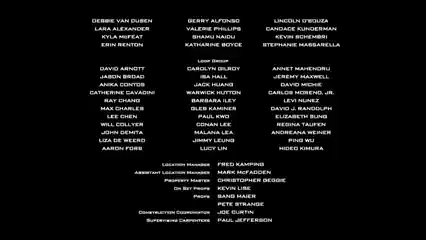 DEBBIE VAN DUBEN GERRY ALFONSO LINCOLN D'SOUZA
LARA ALEXANDER VALERIE PHILLIPS CANDACE KUNDERMAN
KYLA MCFEAT SHAMU NAIDU KEVIN SCHEMBRI
ERIN RENTON KATHARINE BOYCE STEPHANIE MASSARELLA
LOOP GROUP
DAVID ARNOTT CAROLYN GILROY ANNET MAHENDRU
JASON BROAD ISA HALL JEREMY MAXWELL
ANIKA CONTOS JACK HUANG DAVID MICHIE
CATHERINE CAVADINI WARWICK HUTTON CARLOS MORENO, JR.
RAY CHANG BARBARA ILEY LEVI NUNEZ
MAX CHARLES GLEB KAMINER DAVID J. RANDOLPH
LEE CHEN PAUL KWO ELIZABETH SUNG
WILL COLLYER CONAN LEE REGINA TAUFEN
JOHN DEMITA MALANA LEA ANDREANA WEINER
LIZA DE WEERD JIMMY LEUNG PING WU
AARON FORS LUCY LIN HIDEO KIMURA
LOCATION MANAGER FRED KAMPING
ASSISTANT LOCATION MANAGER MARK MCFADDEN
PROPERTY MASTER CHRISTOPHER GEGGIE
ON SET PROPS KEVIN LISE
PROPS SANG MAIER
PETE STRANGE
CONSTRUCTION COORDINATOR JOE CURTIN
SUPERVISING CARPENTERS PAUL JEFFERSON